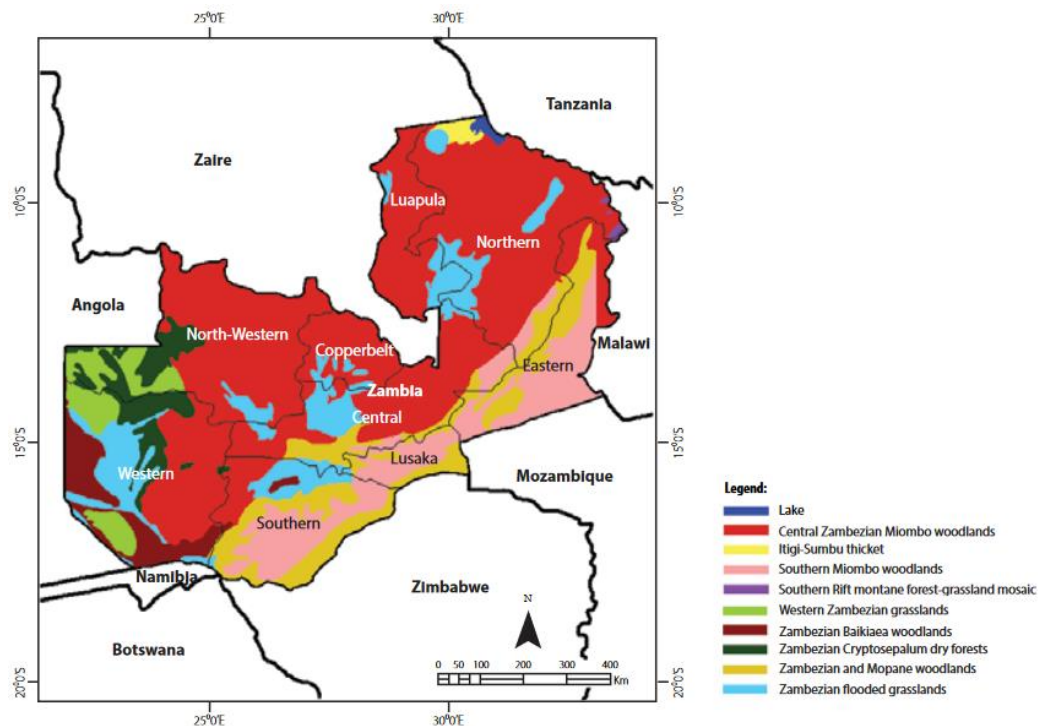 25°0'E
30°0'E
Tanzania
Zaire
10°0'S
Luapula
10°0'S
Northern
Angola
North-Western
Malawi
Copperbelt
Eastern
Zambia
Central
15°0'S
15°0'S
Lusaka
Western
Mozambique
Southern
Namibia
Zimbabwe
N
Botswana
0 50 100 200 300 400
Km
20°0'S
20°0'S
25°0'E
30°0'E
Legend:
Lake
Central Zambezian Miombo woodlands
Itigi-Sumbu thicket
Southern Miombo woodlands
Southern Rift montane forest-grassland mosaic
Western Zambezian grasslands
Zambezian Baikiaea woodlands
Zambezian Cryptosepalum dry forests
Zambezian and Mopane woodlands
Zambezian flooded grasslands